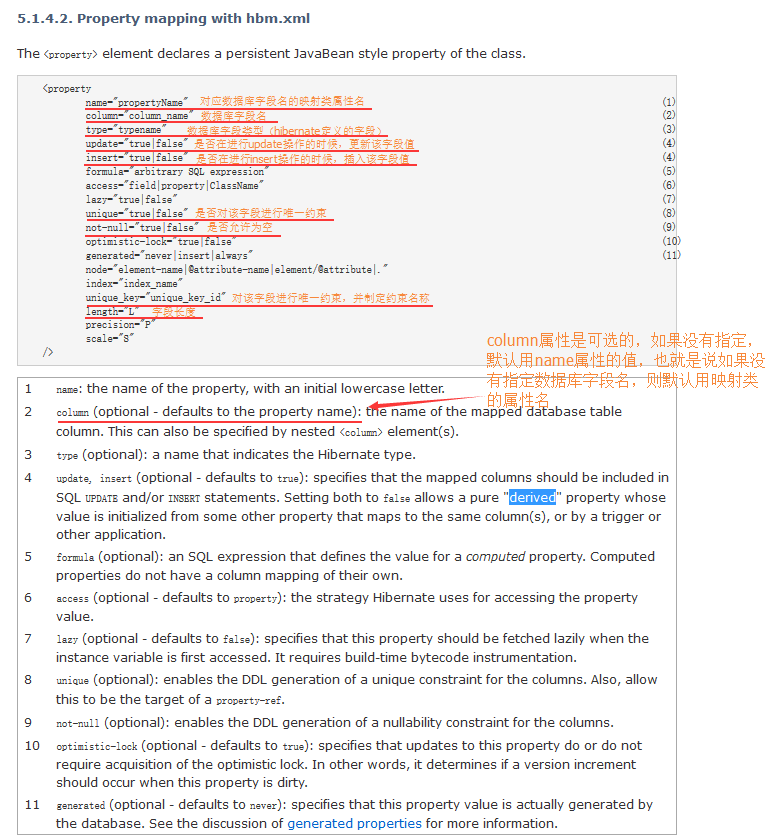 5.1.4.2. Property mapping with hbm.xml
The <property> element declares a persistent JavaBean style property of the class.
<property
name="propertyName" 对应数据库字段名的映射类属性名 (1)
column="column_name" 数据库字段名 (2)
type="typename" 数据库字段类型（hibernate定义的字段） (3)
update="true|false" 是否在进行update操作的时候，更新该字段值 (4)
insert="true|false" 是否在进行insert操作的时候，插入该字段值 (4)
formula="arbitrary SQL expression" (5)
access="field|property|ClassName" (6)
lazy="true|false" (7)
unique="true|false" 是否对该字段进行唯一约束 (8)
not-null="true|false" 是否允许为空 (9)
optimistic-lock="true|false" (10)
generated="never|insert|always" (11)
node="element-name|@attribute-name|element/@attribute|."
index="index_name"
unique_key="unique_key_id" 对该字段进行唯一约束，并制定约束名称
length="L" 字段长度
precision="P"
scale="S"
/>
column属性是可选的，如果没有指定，
默认用name属性的值，也就是说如果没
有指定数据库字段名，则默认用映射类
的属性名
1 name: the name of the property, with an initial lowercase letter.
2 column (optional - defaults to the property name): the name of the mapped database table
column. This can also be specified by nested <column> element(s).
3 type (optional): a name that indicates the Hibernate type.
4 update, insert (optional - defaults to true): specifies that the mapped columns should be included in
SQL UPDATE and/or INSERT statements. Setting both to false allows a pure "derived" property whose
value is initialized from some other property that maps to the same column(s), or by a trigger or
other application.
5 formula (optional): an SQL expression that defines the value for a computed property. Computed
properties do not have a column mapping of their own.
6 access (optional - defaults to property): the strategy Hibernate uses for accessing the property
value.
7 lazy (optional - defaults to false): specifies that this property should be fetched lazily when the
instance variable is first accessed. It requires build-time bytecode instrumentation.
8 unique (optional): enables the DDL generation of a unique constraint for the columns. Also, allow
this to be the target of a property-ref.
9 not-null (optional): enables the DDL generation of a nullability constraint for the columns.
10 optimistic-lock (optional - defaults to true): specifies that updates to this property do or do not
require acquisition of the optimistic lock. In other words, it determines if a version increment
should occur when this property is dirty.
11 generated (optional - defaults to never): specifies that this property value is actually generated by
the database. See the discussion of generated properties for more information.